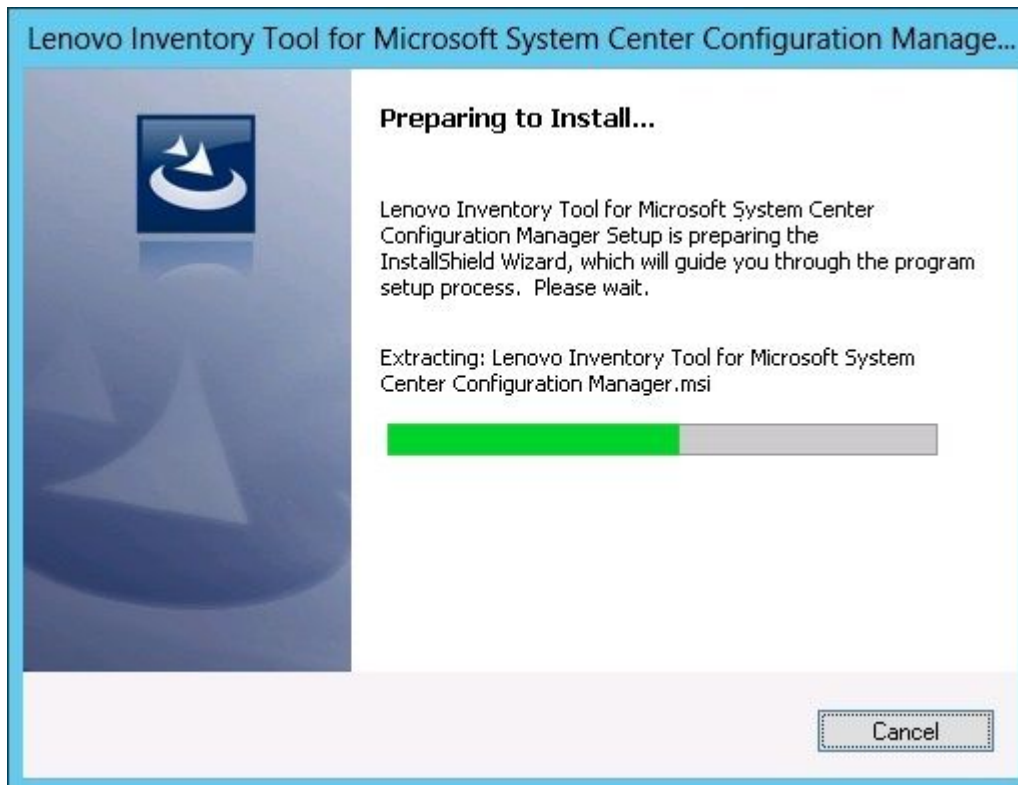 Lenovo Inventory Tool for Microsoft System Center Configuration Manage...
Preparing to Install...
Lenovo Inventory Tool for Microsoft System Center
Configuration Manager Setup is preparing the
InstallShield Wizard, which will guide you through the program
setup process. Please wait.
Extracting: Lenovo Inventory Tool for Microsoft System
Center Configuration Manager.msi
Cancel